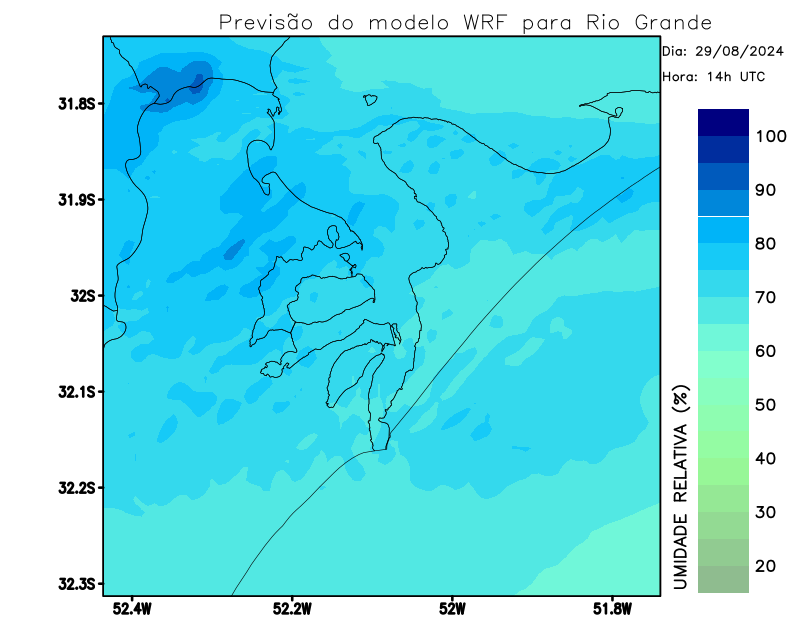 Previsão do modelo WRF para Rio Grande
Dia: 29/08/2024
Hora: 14h UTC
31.8S
31.9S
32S
32.1S
32.2S
32.3S
52.4W 52.2W 52W 51.8W
100
90
80
70
60
50
40
30
20
UMIDADE RELATIVA (%)